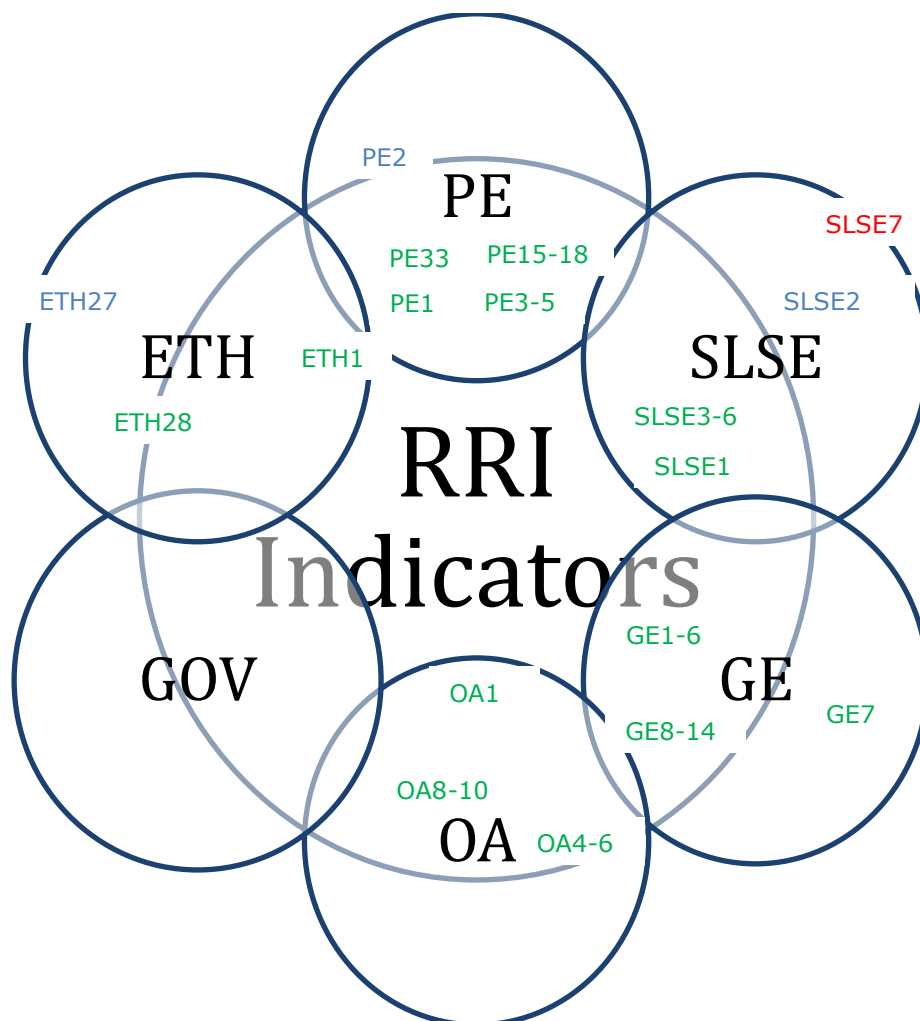 PE2
PE
PE33
PE15-18
PE1
PE3-5
SLSE7
SLSE2
SLSE
SLSE3-6
SLSE1
ETH27
ETH
ETH1
ETH28
RRI
Indicators
GOV
GE1-6
GE
GE7
GE8-14
OA1
OA8-10
OA
OA4-6